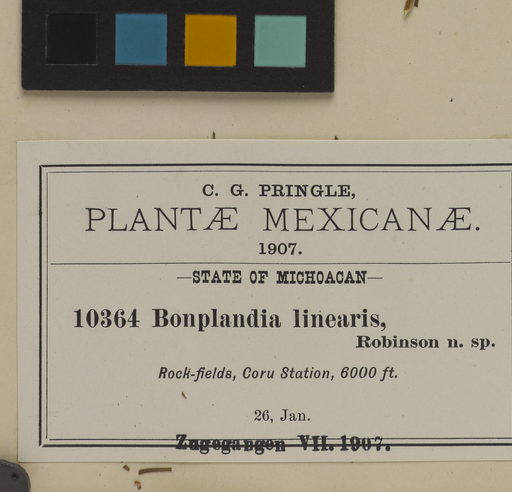 C. G. PRINGLE,
PLANTÆ MEXICANÆ.
1907.
—STATE OF MICHOACAN—
10364 Bonplandia linearis,
Robinson n. sp.
Rock-fields, Coru Station, 6000 ft.
26, Jan.
Zugegangen VII. 1907.